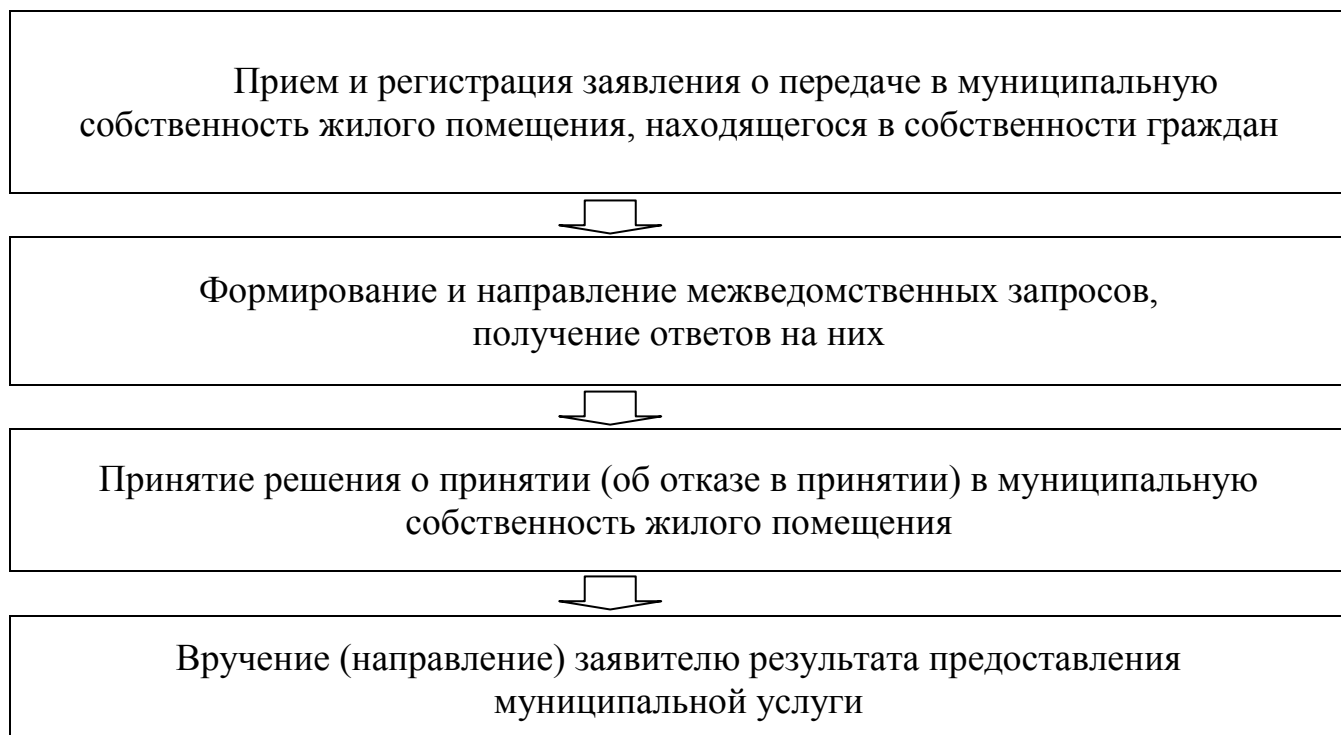 Прием и регистрация заявления о передаче в муниципальную
собственность жилого помещения, находящегося в собственности граждан
Формирование и направление межведомственных запросов,
получение ответов на них
Принятие решения о принятии (об отказе в принятии) в муниципальную
собственность жилого помещения
Вручение (направление) заявителю результата предоставления
муниципальной услуги